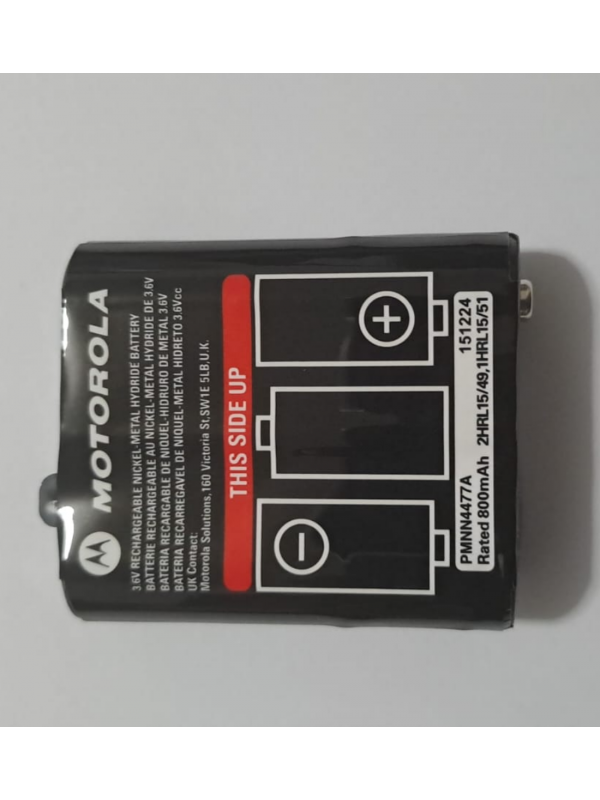 MOTOROLA
3.6V RECHARGEABLE NICKEL-METAL HYDRIDE BATTERY
BATTERIE RECHARGEABLE AU NICKEL-METAL HYDRIDE DE 3.6V
BATERIA RECARGABLE DE NIQUEL-HIDRURO DE METAL 3.6V
BATERIA RECARREGAVEL DE NIQUEL-METAL HIDRETO 3.6Vcc
UK Contact:
Motorola Solutions,160 Victoria St,SW1E 5LB,U.K.
THIS SIDE UP
− +
PMNN4477A 151224
Rated 800mAh 2HRL15/49,1HRL15/51